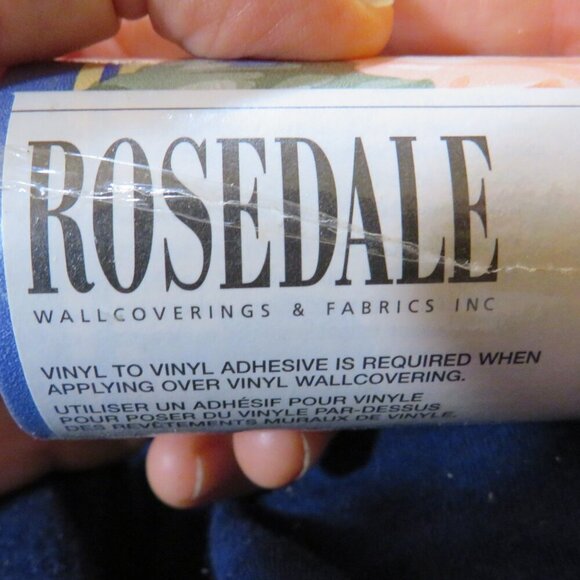 ROSEDALE
WALLCOVERINGS & FABRICS INC
VINYL TO VINYL ADHESIVE IS REQUIRED WHEN
APPLYING OVER VINYL WALLCOVERING.
UTILISER UN ADHÉSIF POUR VINYLE
POUR POSER DU VINYLE PAR-DESSUS
DES REVÊTEMENTS MURAUX DE VINYLE.